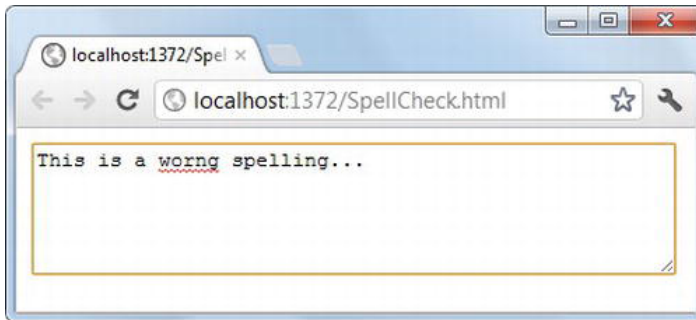 localhost:1372/Spel
localhost:1372/SpellCheck.html
This is a worng spelling...